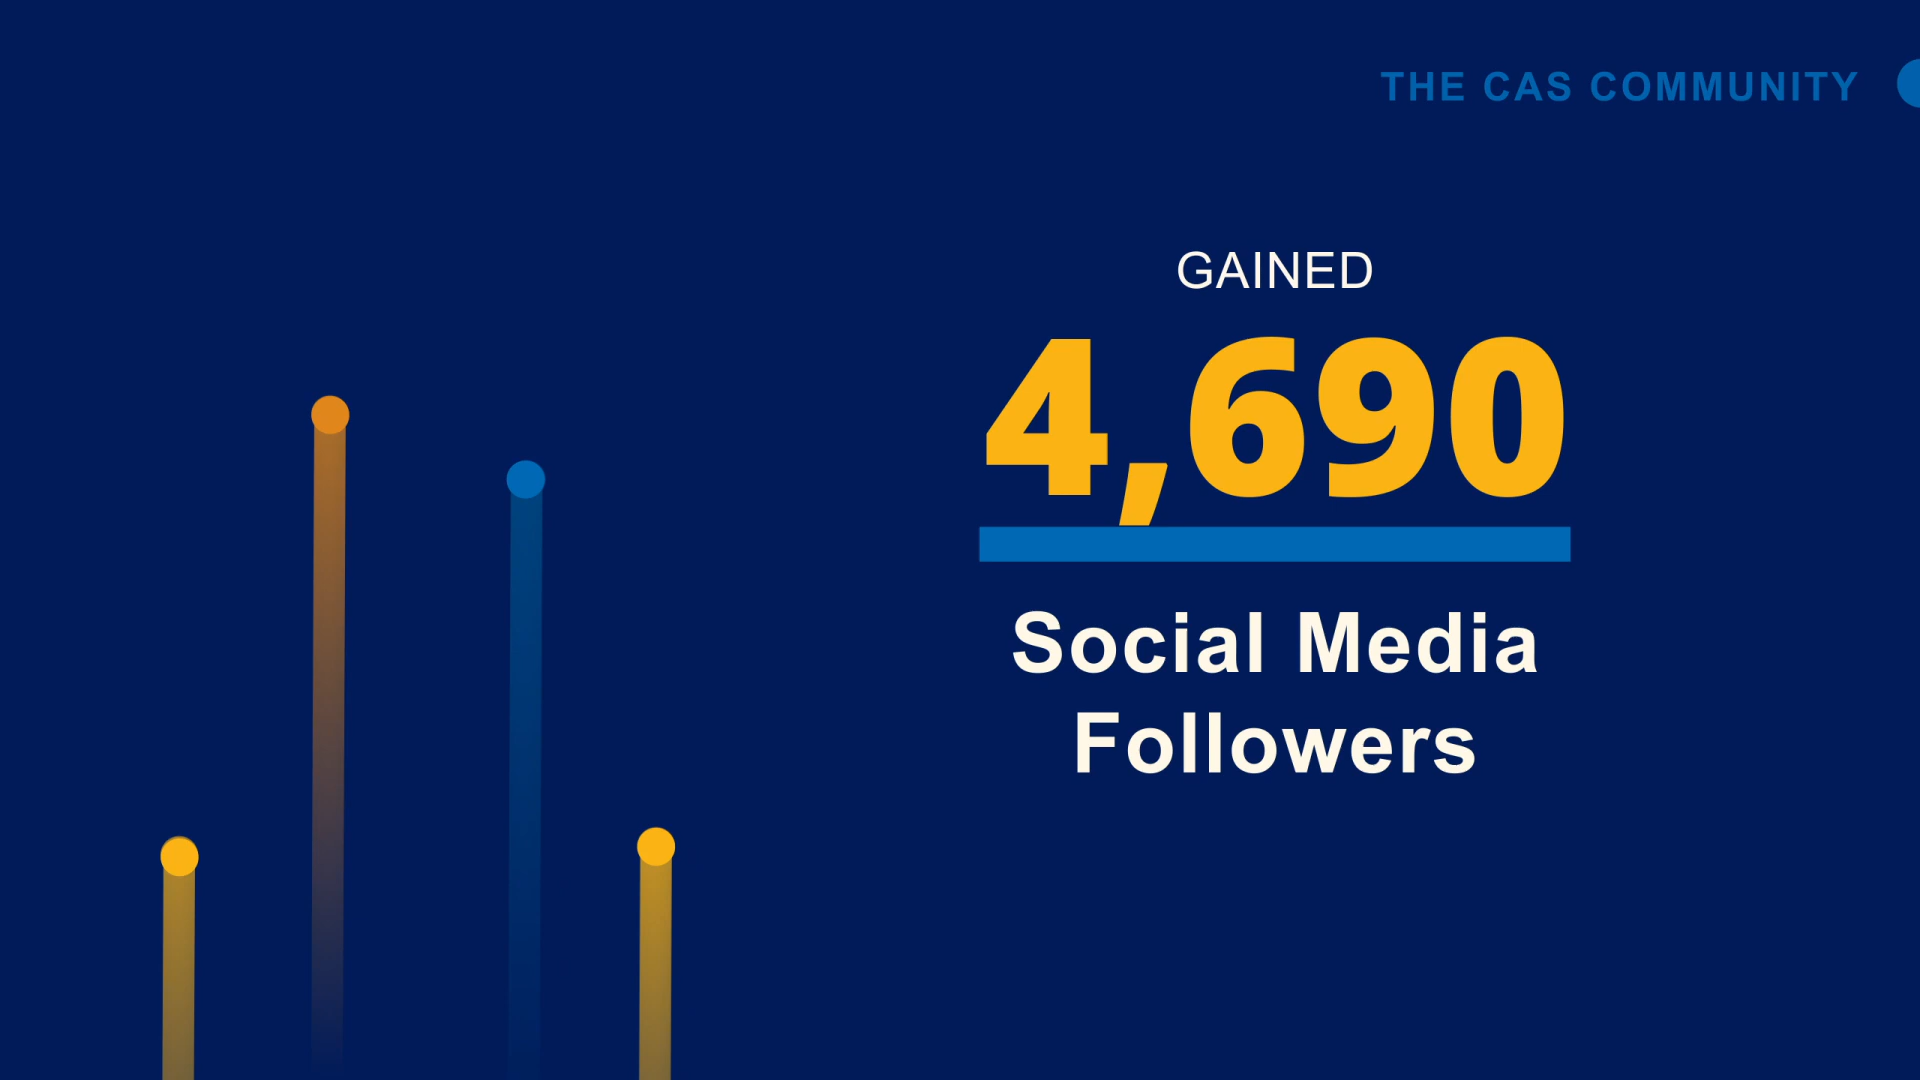 THE CAS COMMUNITY
GAINED
4,690
Social Media
Followers